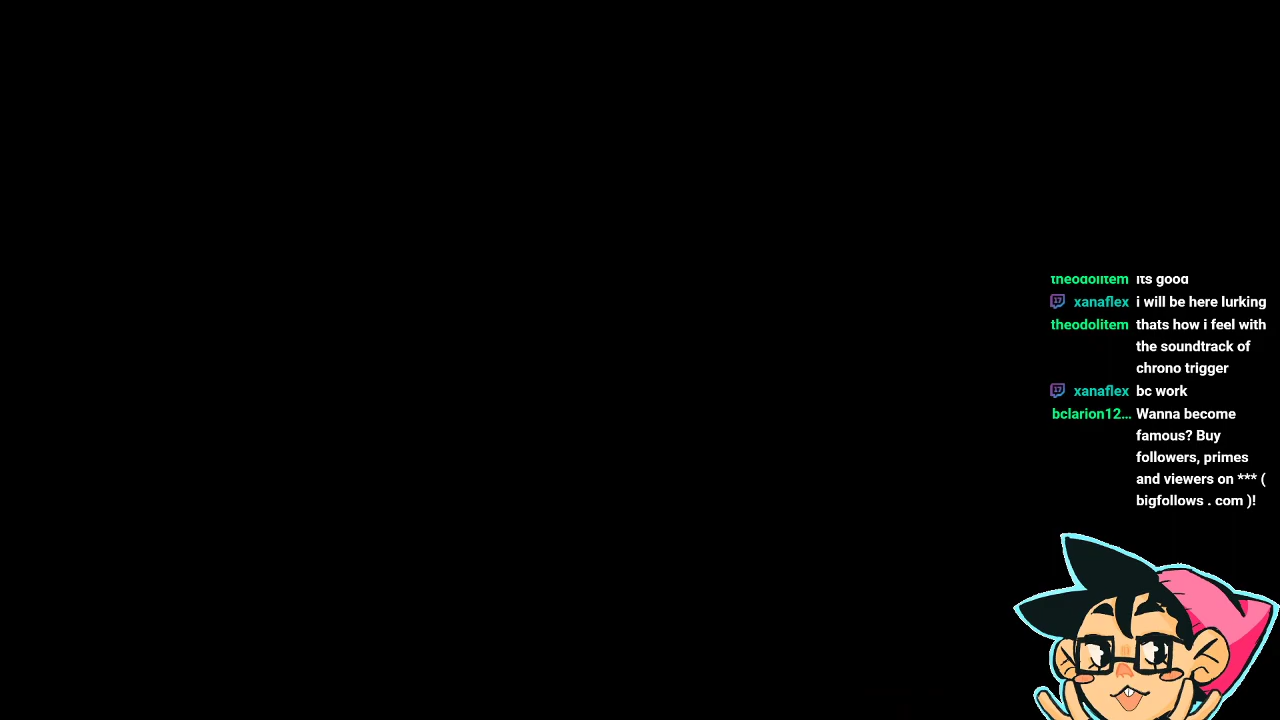 theodolitem its good
xanaflex i will be here lurking
theodolitem thats how i feel with
the soundtrack of
chrono trigger
xanaflex bc work
bclarion12... Wanna become
famous? Buy
followers, primes
and viewers on *** (
bigfollows . com )!